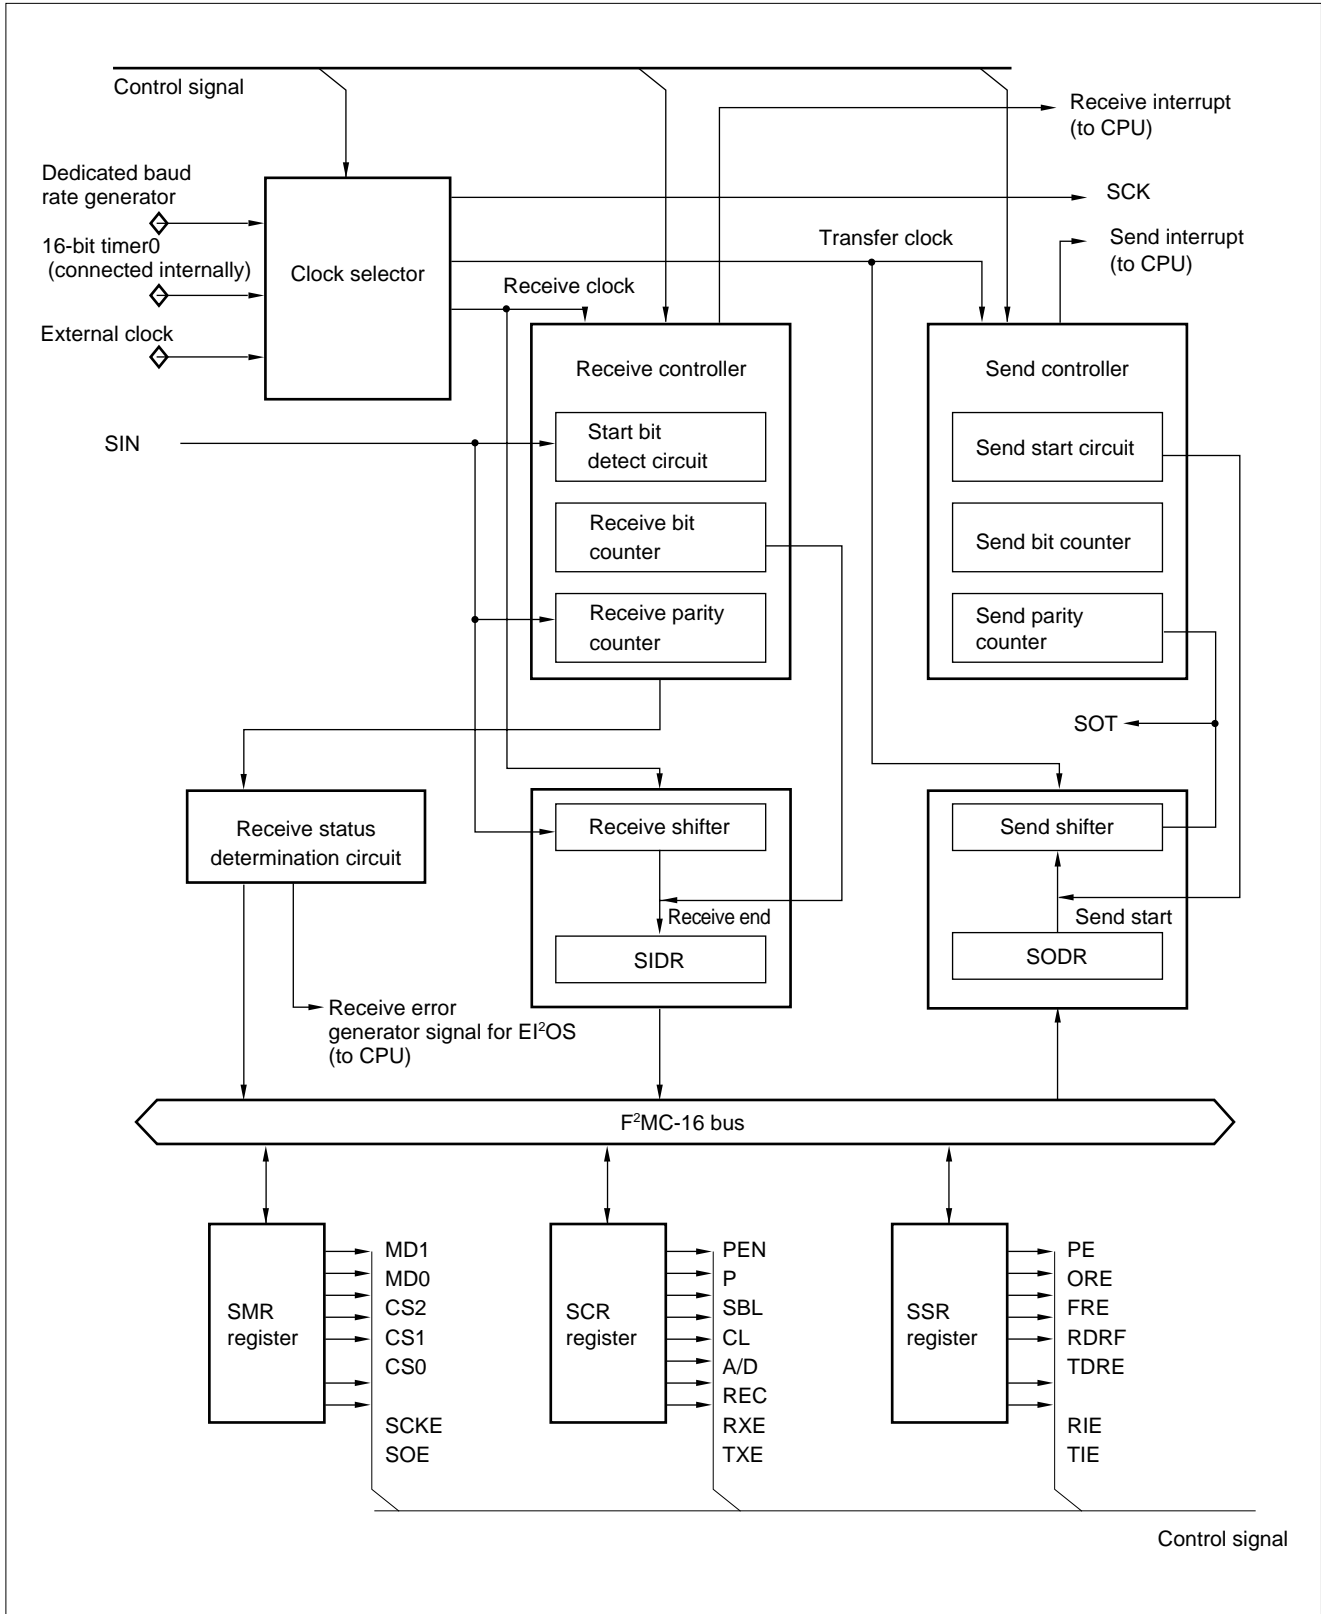 Control signal
Receive interrupt
(to CPU)
Dedicated baud
rate generator
SCK
16-bit timer0
(connected internally)
Clock selector
Transfer clock
Send interrupt
(to CPU)
Receive clock
External clock
Receive controller
Send controller
SIN
Start bit
detect circuit
Send start circuit
Receive bit
counter
Send bit counter
Receive parity
counter
Send parity
counter
SOT
Receive status
determination circuit
Receive shifter
Send shifter
Receive end
Send start
SIDR
SODR
Receive error
generator signal for EI²OS
(to CPU)
F²MC-16 bus
SMR
register
MD1
MD0
CS2
CS1
CS0
SCKE
SOE
SCR
register
PEN
P
SBL
CL
A/D
REC
RXE
TXE
SSR
register
PE
ORE
FRE
RDRF
TDRE
RIE
TIE
Control signal